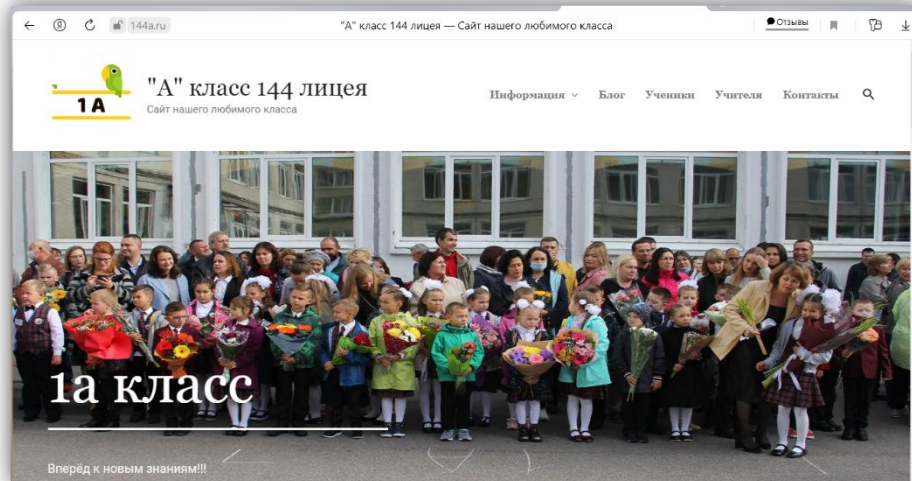 144a.ru
"А" класс 144 лицея — Сайт нашего любимого класса
Отзывы
1 А
"А" класс 144 лицея
Сайт нашего любимого класса
Информация
Блог
Ученики
Учителя
Контакты
1а класс
Вперёд к новым знаниям!!!